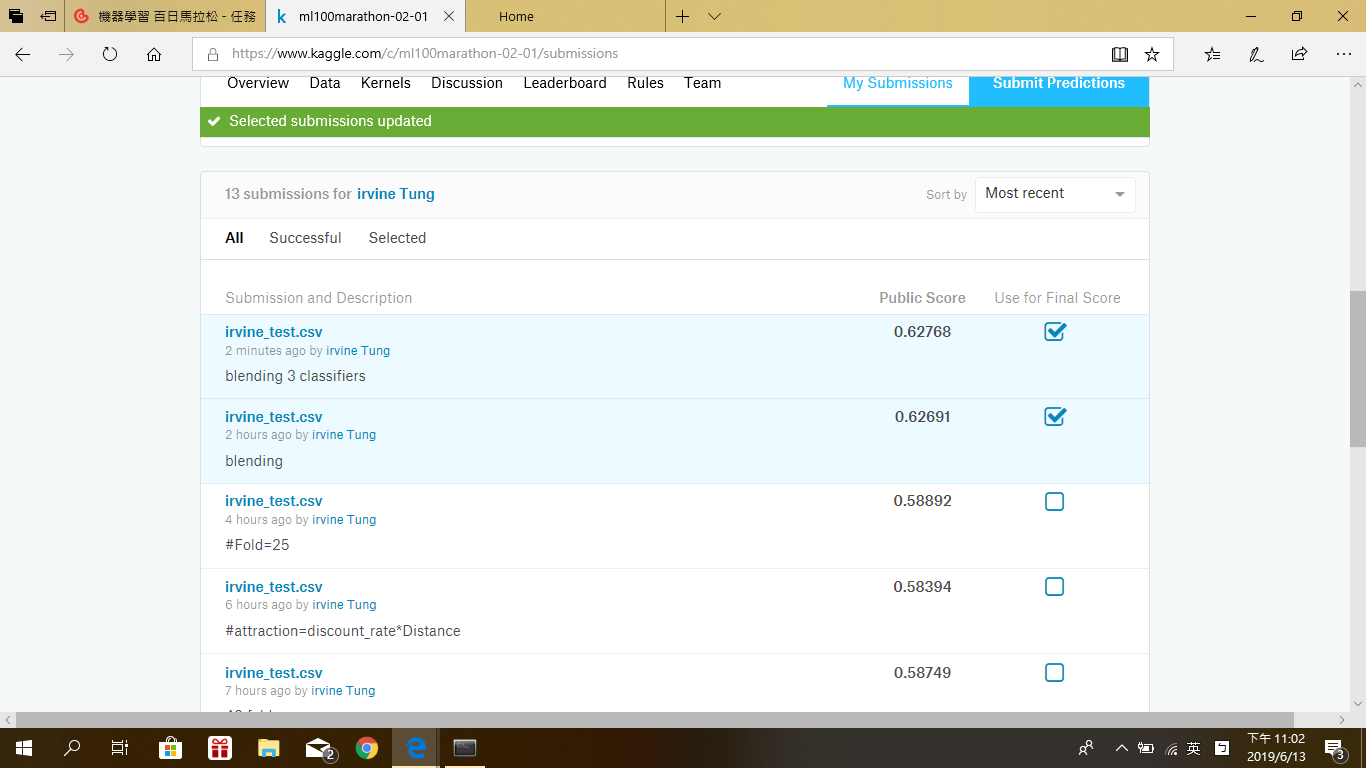 機器學習 百日馬拉松 - 任務
ml100marathon-02-01
Home
https://www.kaggle.com/c/ml100marathon-02-01/submissions
Overview Data Kernels Discussion Leaderboard Rules Team My Submissions Submit Predictions
Selected submissions updated
13 submissions for irvine Tung
Sort by Most recent
All Successful Selected
Submission and Description Public Score Use for Final Score
irvine_test.csv 0.62768
2 minutes ago by irvine Tung
blending 3 classifiers
irvine_test.csv 0.62691
2 hours ago by irvine Tung
blending
irvine_test.csv 0.58892
4 hours ago by irvine Tung
#Fold=25
irvine_test.csv 0.58394
6 hours ago by irvine Tung
#attraction=discount_rate*Distance
irvine_test.csv 0.58749
7 hours ago by irvine Tung
2
英
下午 11:02
2019/6/13
3